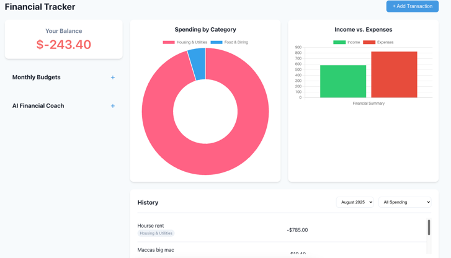 Financial Tracker
+ Add Transaction
Your Balance
$-243.40
Monthly Budgets +
AI Financial Coach +
Spending by Category
Housing & Utilities Food & Dining
Income vs. Expenses
Income Expenses
900
800
700
600
500
400
300
200
100
0
Financial Summary
History
August 2025
All Spending
Hourse rent
Housing & Utilities
-$785.00
Maccas big mac